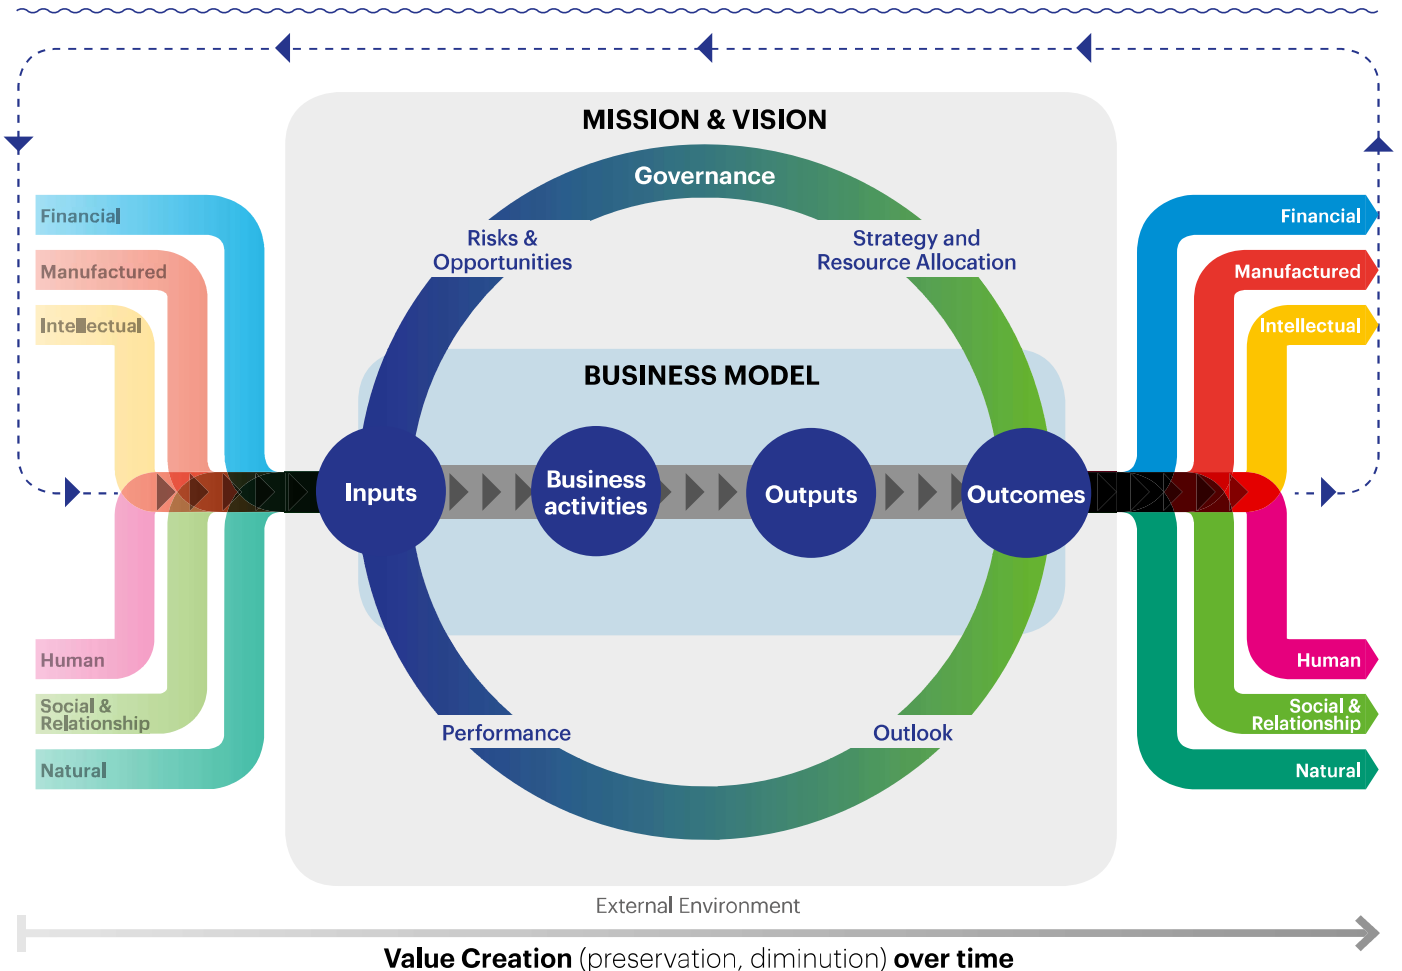 MISSION & VISION
Governance
Risks &
Opportunities
Strategy and
Resource Allocation
Financial
Manufactured
Intellectual
Human
Social &
Relationship
Natural
BUSINESS MODEL
Inputs
Business
activities
Outputs
Outcomes
Performance
Outlook
Financial
Manufactured
Intellectual
Human
Social &
Relationship
Natural
External Environment
Value Creation (preservation, diminution) over time